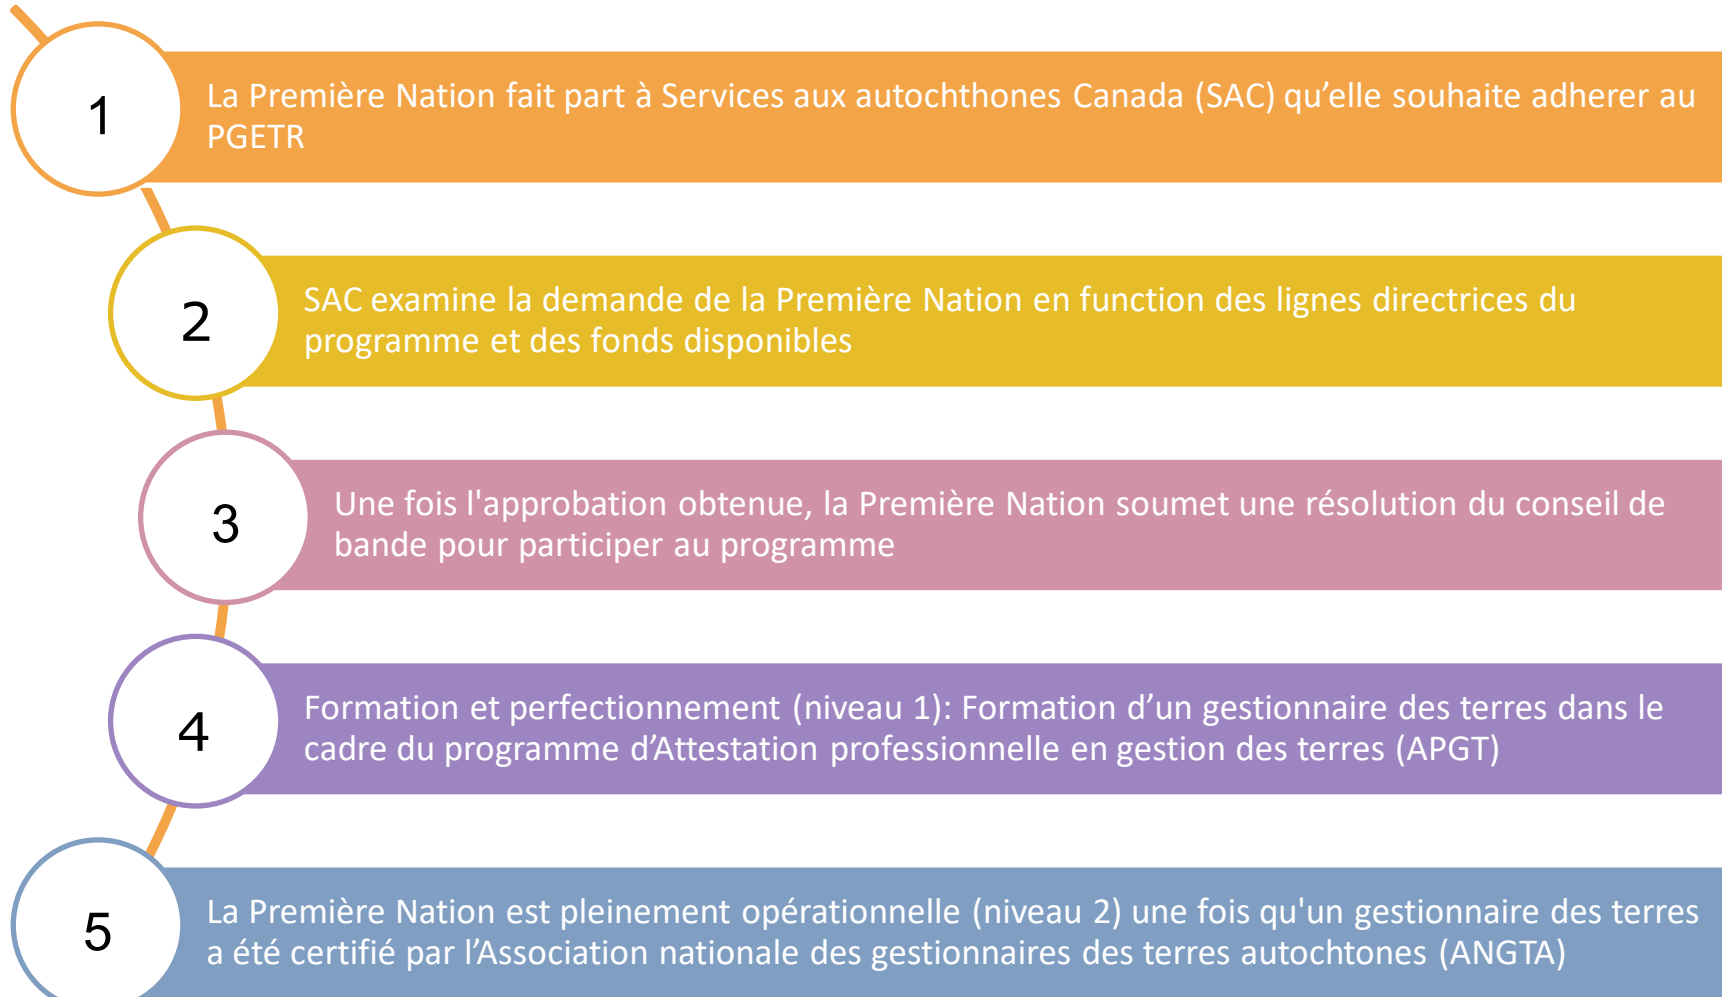 1
La Première Nation fait part à Services aux autochthones Canada (SAC) qu’elle souhaite adherer au
PGETR
2
SAC examine la demande de la Première Nation en function des lignes directrices du
programme et des fonds disponibles
3
Une fois l'approbation obtenue, la Première Nation soumet une résolution du conseil de
bande pour participer au programme
4
Formation et perfectionnement (niveau 1): Formation d’un gestionnaire des terres dans le
cadre du programme d’Attestation professionnelle en gestion des terres (APGT)
5
La Première Nation est pleinement opérationnelle (niveau 2) une fois qu'un gestionnaire des terres
a été certifié par l’Association nationale des gestionnaires des terres autochtones (ANGTA)